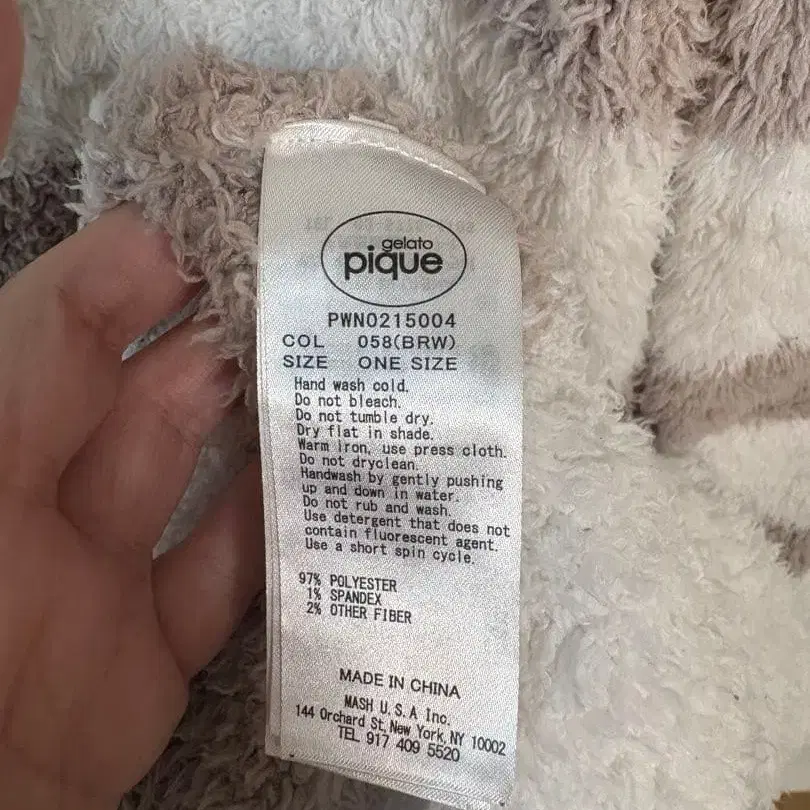 gelato
pique
PWN0215004
COL 058(BRW)
SIZE ONE SIZE
Hand wash cold.
Do not bleach.
Do not tumble dry.
Dry flat in shade.
Warm iron, use press cloth.
Do not dryclean.
Handwash by gently pushing
up and down in water.
Do not rub and wash.
Use detergent that does not
contain fluorescent agent.
Use a short spin cycle.
97% POLYESTER
1% SPANDEX
2% OTHER FIBER
MADE IN CHINA
MASH U.S.A Inc.
144 Orchard St, New York, NY 10002
TEL 917 409 5520